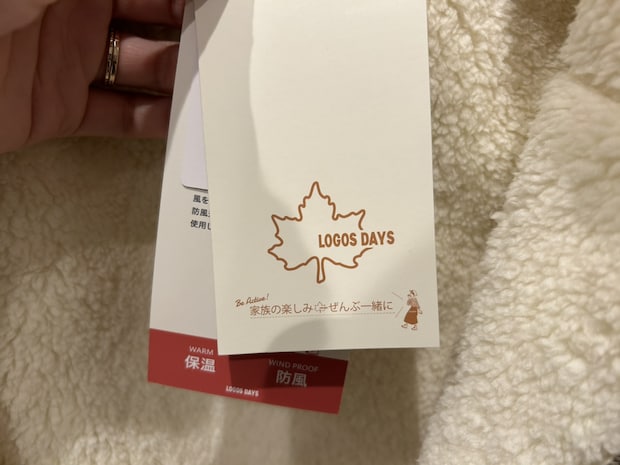 風を
防風
使用し
LOGOS DAYS
Be Active!
家族の楽しみ ぜんぶ一緒に
WARM
保温
WIND PROOF
防風
LOGOS DAYS